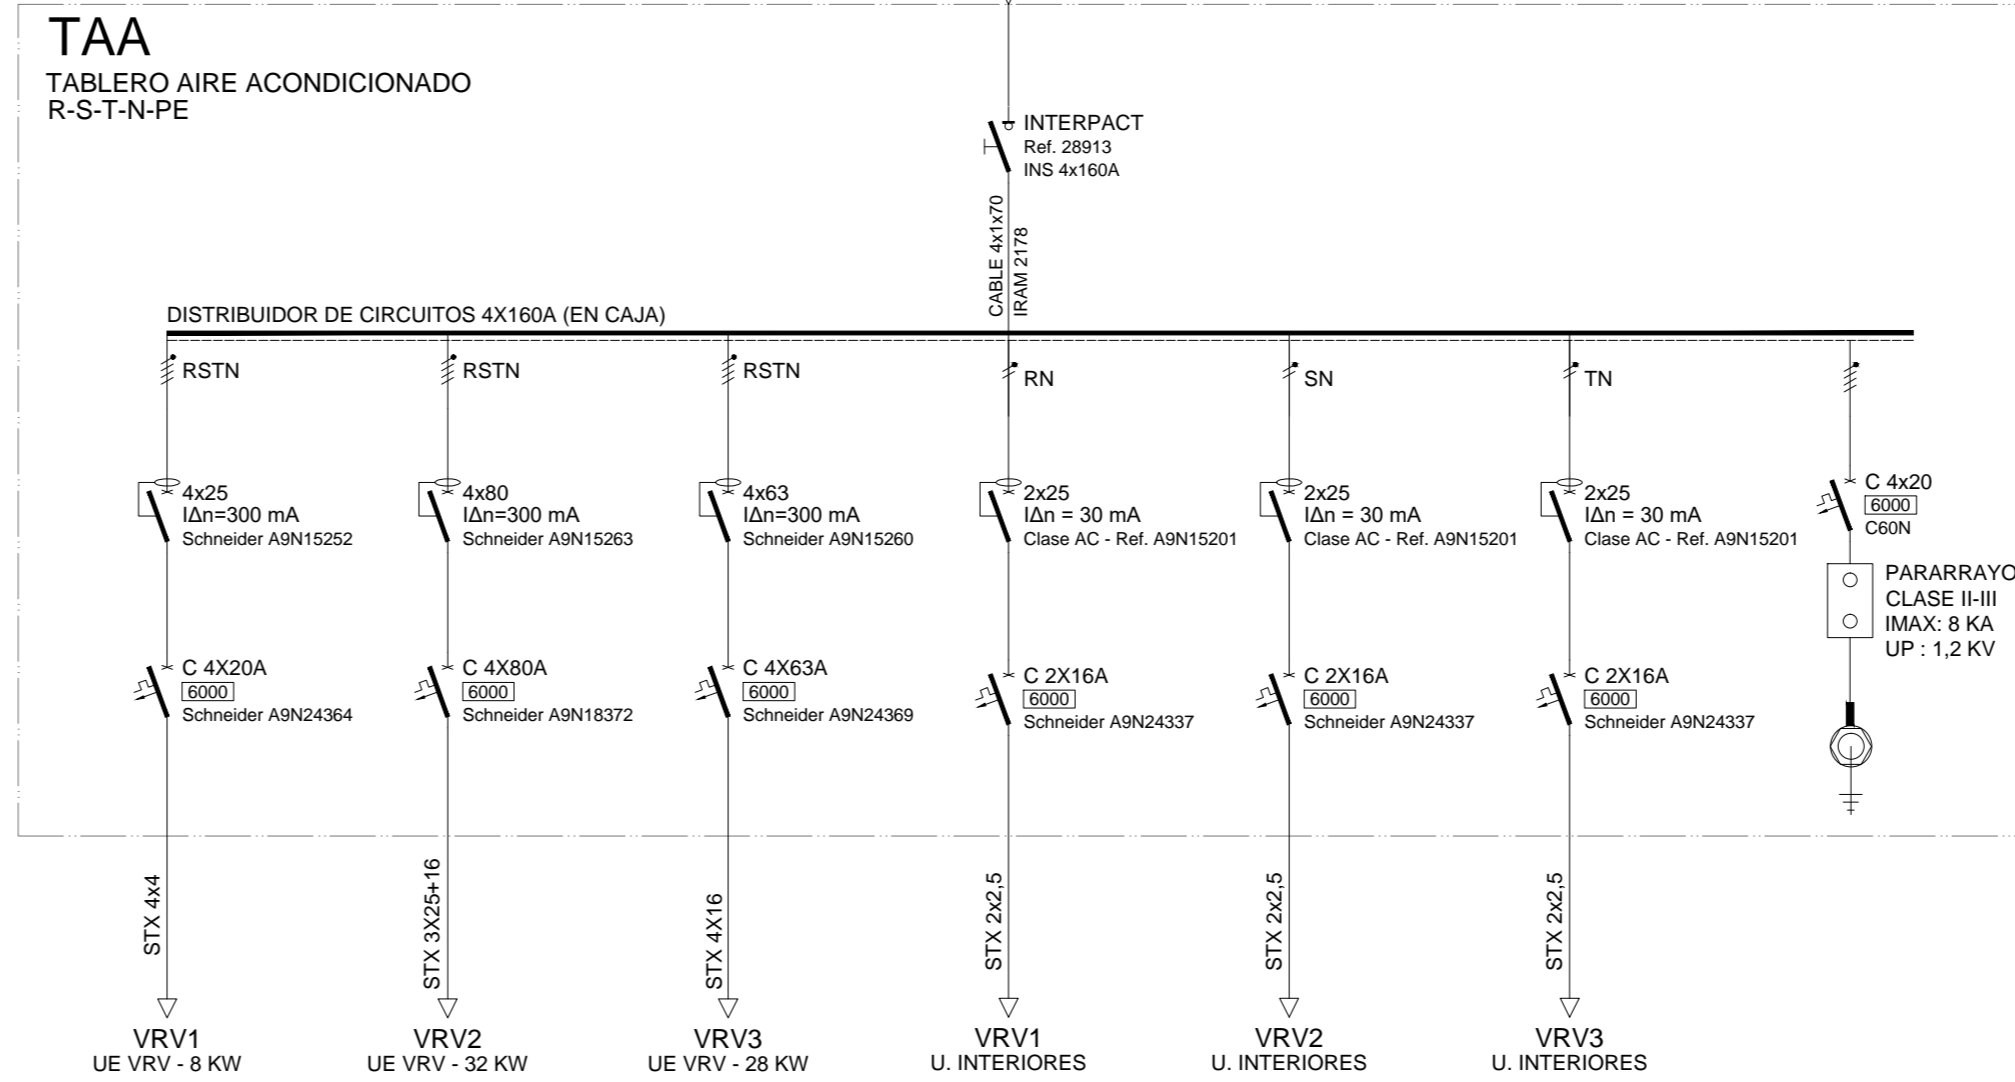 TAA
TABLERO AIRE ACONDICIONADO
R-S-T-N-PE
INTERPACT
Ref. 28913
INS 4x160A
CABLE 4x1x70
IRAM 2178
DISTRIBUIDOR DE CIRCUITOS 4X160A (EN CAJA)
RSTN
RSTN
RSTN
RN
SN
TN
4x25
IΔn=300 mA
Schneider A9N15252
4x80
IΔn=300 mA
Schneider A9N15263
4x63
IΔn=300 mA
Schneider A9N15260
2x25
IΔn = 30 mA
Clase AC - Ref. A9N15201
2x25
IΔn = 30 mA
Clase AC - Ref. A9N15201
2x25
IΔn = 30 mA
Clase AC - Ref. A9N15201
C 4x20
6000
C60N
PARARRAYO
CLASE II-III
IMAX: 8 KA
UP : 1,2 KV
C 4X20A
6000
Schneider A9N24364
C 4X80A
6000
Schneider A9N18372
C 4X63A
6000
Schneider A9N24369
C 2X16A
6000
Schneider A9N24337
C 2X16A
6000
Schneider A9N24337
C 2X16A
6000
Schneider A9N24337
STX 4x4
STX 3X25+16
STX 4X16
STX 2x2,5
STX 2x2,5
STX 2x2,5
VRV1
UE VRV - 8 KW
VRV2
UE VRV - 32 KW
VRV3
UE VRV - 28 KW
VRV1
U. INTERIORES
VRV2
U. INTERIORES
VRV3
U. INTERIORES